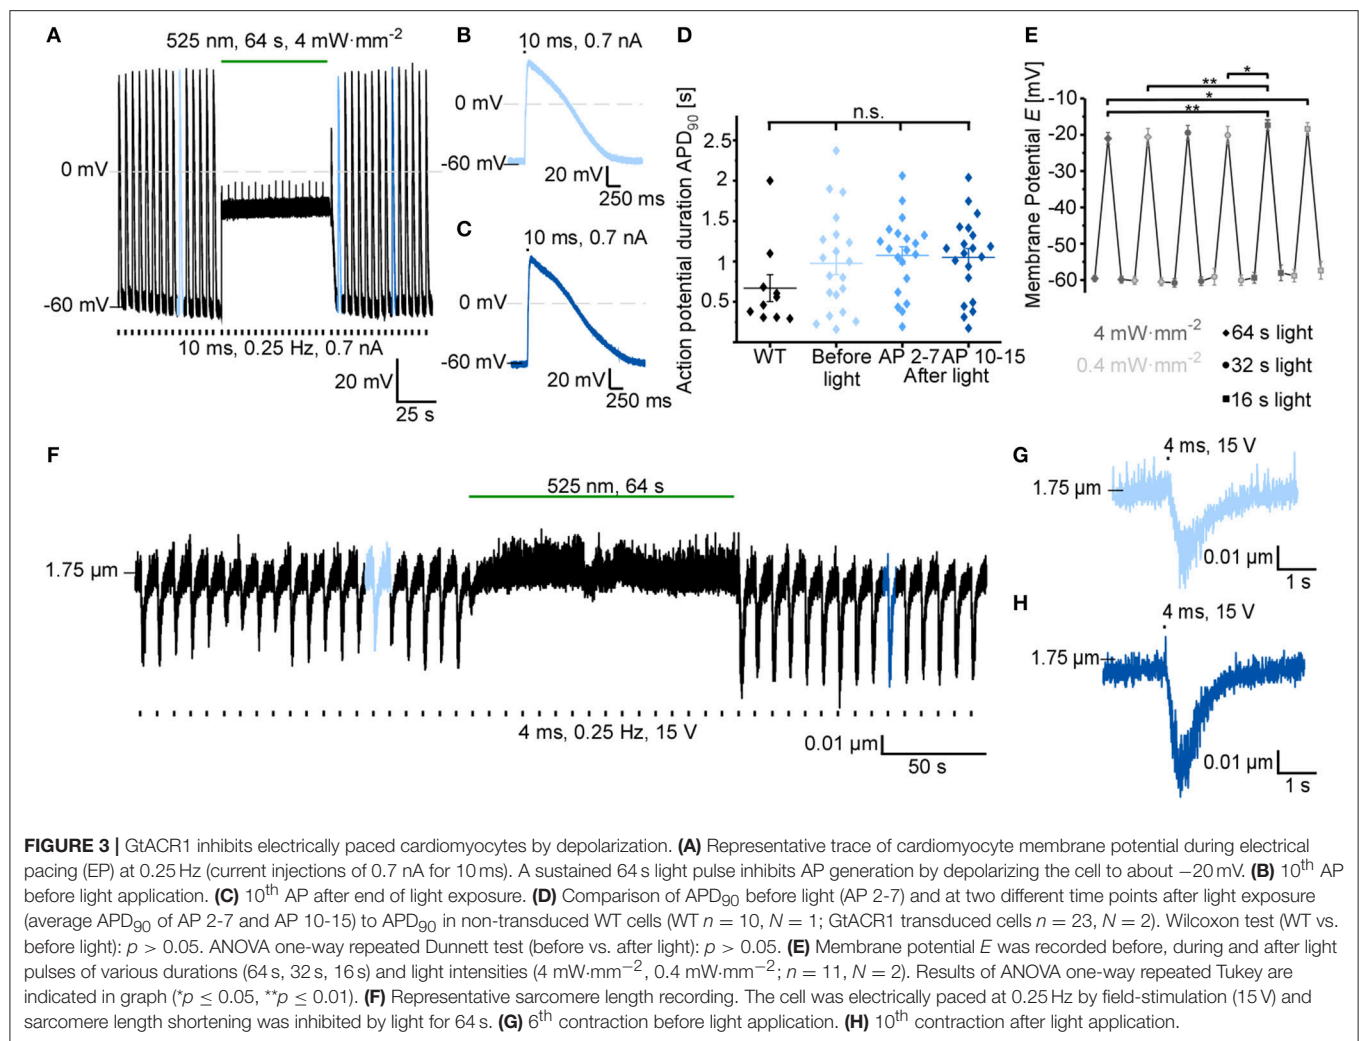 A
525 nm, 64 s, 4 mW·mm⁻²
0 mV
-60 mV
10 ms, 0.25 Hz, 0.7 nA
20 mV
25 s
B
10 ms, 0.7 nA
0 mV
-60 mV
20 mV
250 ms
C
10 ms, 0.7 nA
0 mV
-60 mV
20 mV
250 ms
D
Action potential duration APD₉₀ [s]
n.s.
2.5
2
1.5
1
0.5
WT
Before
light
AP 2-7
AP 10-15
After light
E
Membrane Potential E [mV]
-10
-20
-30
-40
-50
-60
*
**
*
**
4 mW·mm⁻²
0.4 mW·mm⁻²
64 s light
32 s light
16 s light
F
525 nm, 64 s
1.75 µm
4 ms, 0.25 Hz, 15 V
0.01 µm
50 s
G
4 ms, 15 V
1.75 µm
0.01 µm
1 s
H
4 ms, 15 V
1.75 µm
0.01 µm
1 s
FIGURE 3 | GtACR1 inhibits electrically paced cardiomyocytes by depolarization. (A) Representative trace of cardiomyocyte membrane potential during electrical
pacing (EP) at 0.25 Hz (current injections of 0.7 nA for 10 ms). A sustained 64 s light pulse inhibits AP generation by depolarizing the cell to about −20 mV. (B) 10th AP
before light application. (C) 10th AP after end of light exposure. (D) Comparison of APD₉₀ before light (AP 2-7) and at two different time points after light exposure
(average APD₉₀ of AP 2-7 and AP 10-15) to APD₉₀ in non-transduced WT cells (WT n = 10, N = 1; GtACR1 transduced cells n = 23, N = 2). Wilcoxon test (WT vs.
before light): p > 0.05. ANOVA one-way repeated Dunnett test (before vs. after light): p > 0.05. (E) Membrane potential E was recorded before, during and after light
pulses of various durations (64 s, 32 s, 16 s) and light intensities (4 mW·mm⁻², 0.4 mW·mm⁻²; n = 11, N = 2). Results of ANOVA one-way repeated Tukey are
indicated in graph (*p ≤ 0.05, **p ≤ 0.01). (F) Representative sarcomere length recording. The cell was electrically paced at 0.25 Hz by field-stimulation (15 V) and
sarcomere length shortening was inhibited by light for 64 s. (G) 6th contraction before light application. (H) 10th contraction after light application.